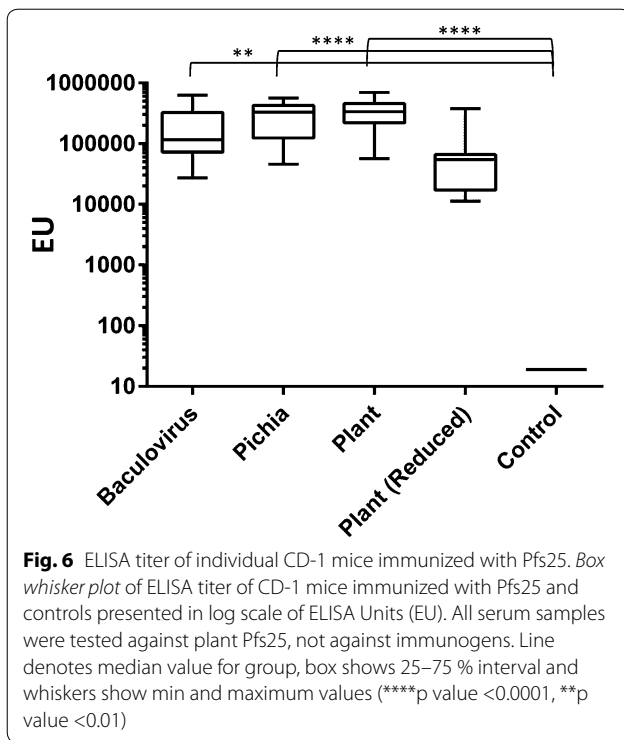 ****
****
**
1000000
100000
10000
1000
100
10
EU
Baculovirus
Pichia
Plant
Plant (Reduced)
Control
Fig. 6 ELISA titer of individual CD-1 mice immunized with Pfs25. Box
whisker plot of ELISA titer of CD-1 mice immunized with Pfs25 and
controls presented in log scale of ELISA Units (EU). All serum samples
were tested against plant Pfs25, not against immunogens. Line
denotes median value for group, box shows 25–75 % interval and
whiskers show min and maximum values (****p value <0.0001, **p
value <0.01)